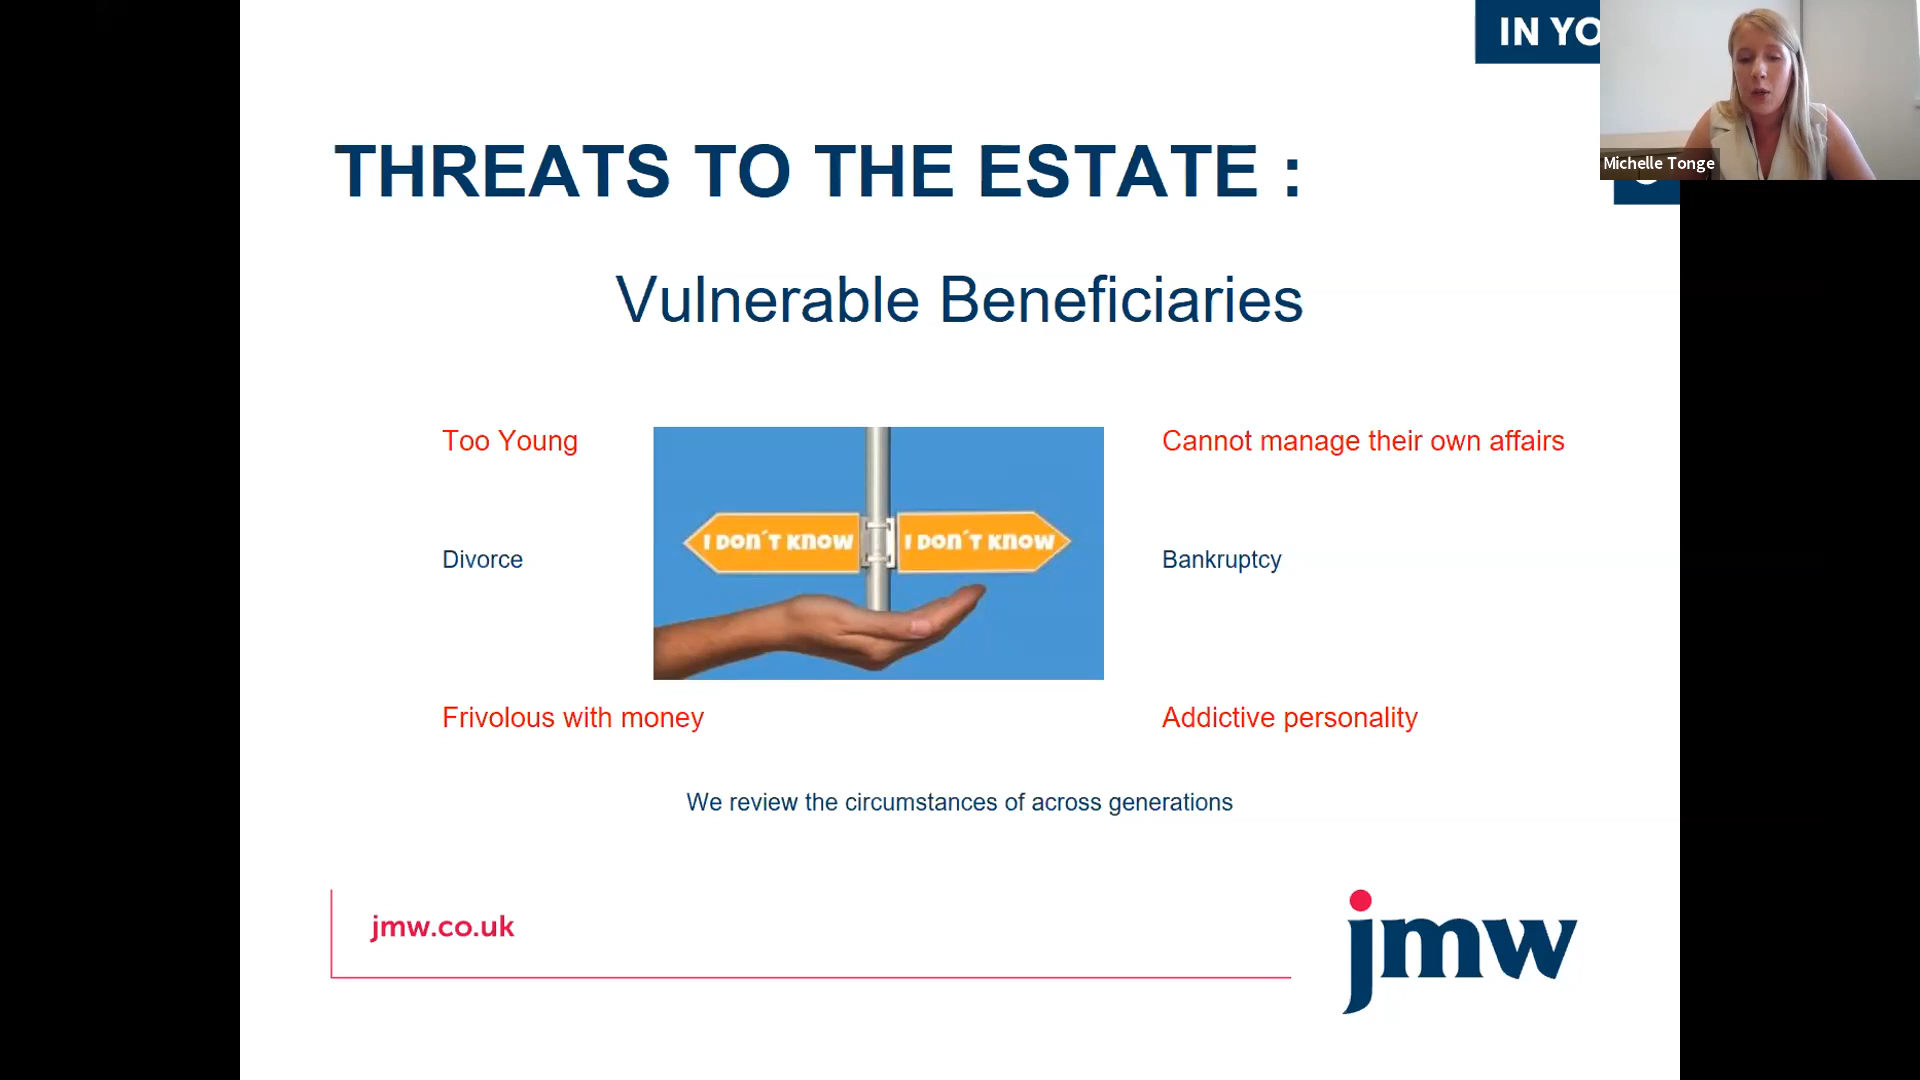 IN YO
Michelle Tonge
THREATS TO THE ESTATE :
Vulnerable Beneficiaries
Too Young
Cannot manage their own affairs
I DON´T KNOW
I DON´T KNOW
Divorce
Bankruptcy
Frivolous with money
Addictive personality
We review the circumstances of across generations
jmw.co.uk
jmw